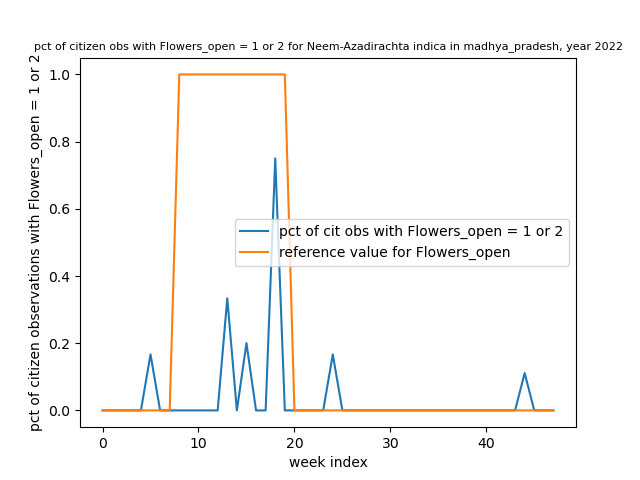 pct of citizen obs with Flowers_open = 1 or 2 for Neem-Azadirachta indica in madhya_pradesh, year 2022
pct of citizen observations with Flowers_open = 1 or 2
1.0
0.8
0.6
0.4
0.2
0.0
pct of cit obs with Flowers_open = 1 or 2
reference value for Flowers_open
0 10 20 30 40
week index